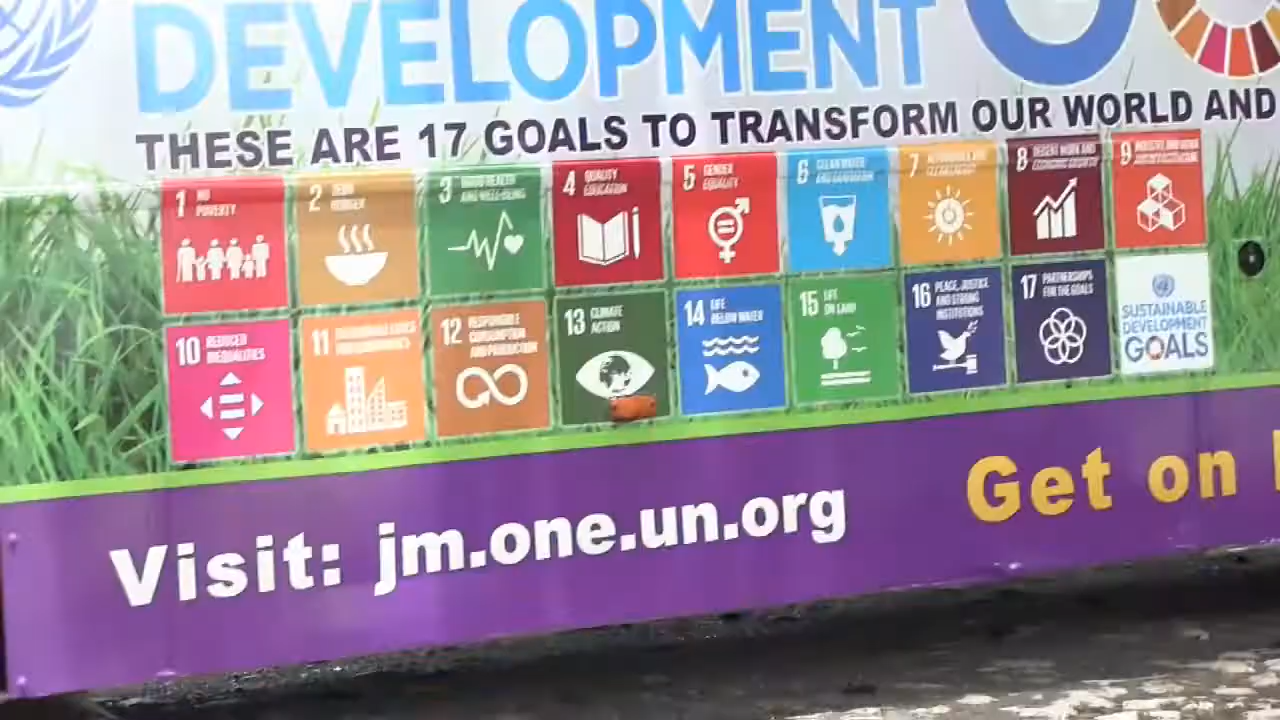 DEVELOPMENT
THESE ARE 17 GOALS TO TRANSFORM OUR WORLD AND
1 NO POVERTY
2 ZERO HUNGER
3 GOOD HEALTH AND WELL-BEING
4 QUALITY EDUCATION
5 GENDER EQUALITY
6 CLEAN WATER AND SANITATION
7 AFFORDABLE AND CLEAN ENERGY
8 DECENT WORK AND ECONOMIC GROWTH
9
10 REDUCED INEQUALITIES
11
12 RESPONSIBLE CONSUMPTION AND PRODUCTION
13 CLIMATE ACTION
14 LIFE BELOW WATER
15 LIFE ON LAND
16 PEACE, JUSTICE AND STRONG INSTITUTIONS
17 PARTNERSHIPS FOR THE GOALS
SUSTAINABLE
DEVELOPMENT
GOALS
Visit: jm.one.un.org
Get on